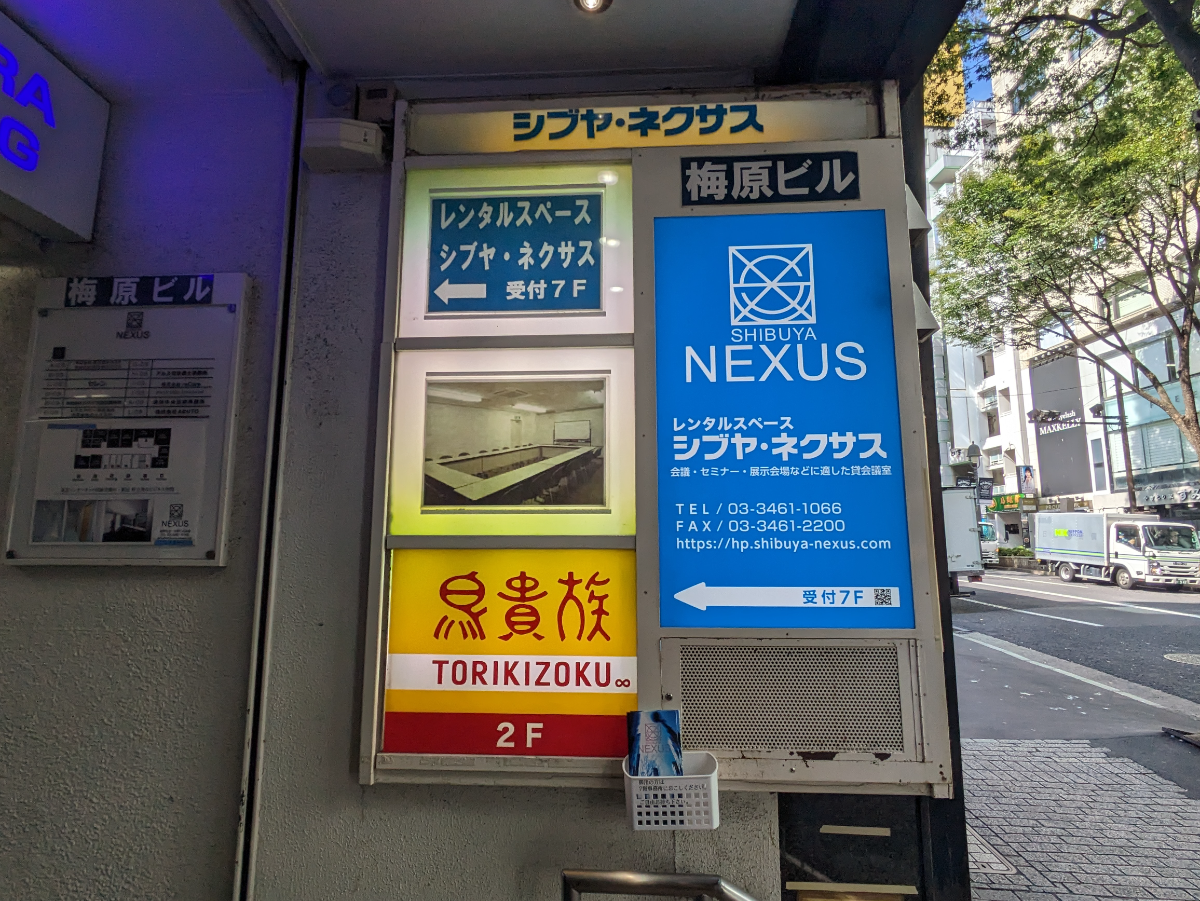 RA
G
シブヤ・ネクサス
梅原ビル
レンタルスペース
シブヤ・ネクサス
受付7F
鳥貴族
TORIKIZOKU∞
2F
SHIBUYA
NEXUS
レンタルスペース
シブヤ・ネクサス
会議・セミナー・展示会場などに適した貸会議室
TEL / 03-3461-1066
FAX / 03-3461-2200
https://hp.shibuya-nexus.com
受付7F
梅原ビル
NEXUS
NEXUS
NEXUS
MAXKELLY